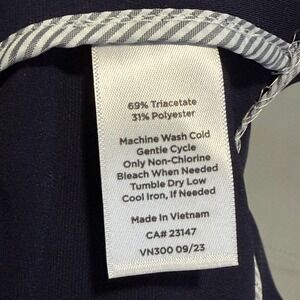 69% Triacetate
31% Polyester
Machine Wash Cold
Gentle Cycle
Only Non-Chlorine
Bleach When Needed
Tumble Dry Low
Cool Iron, if Needed
Made In Vietnam
CA# 23147
VN300 09/23